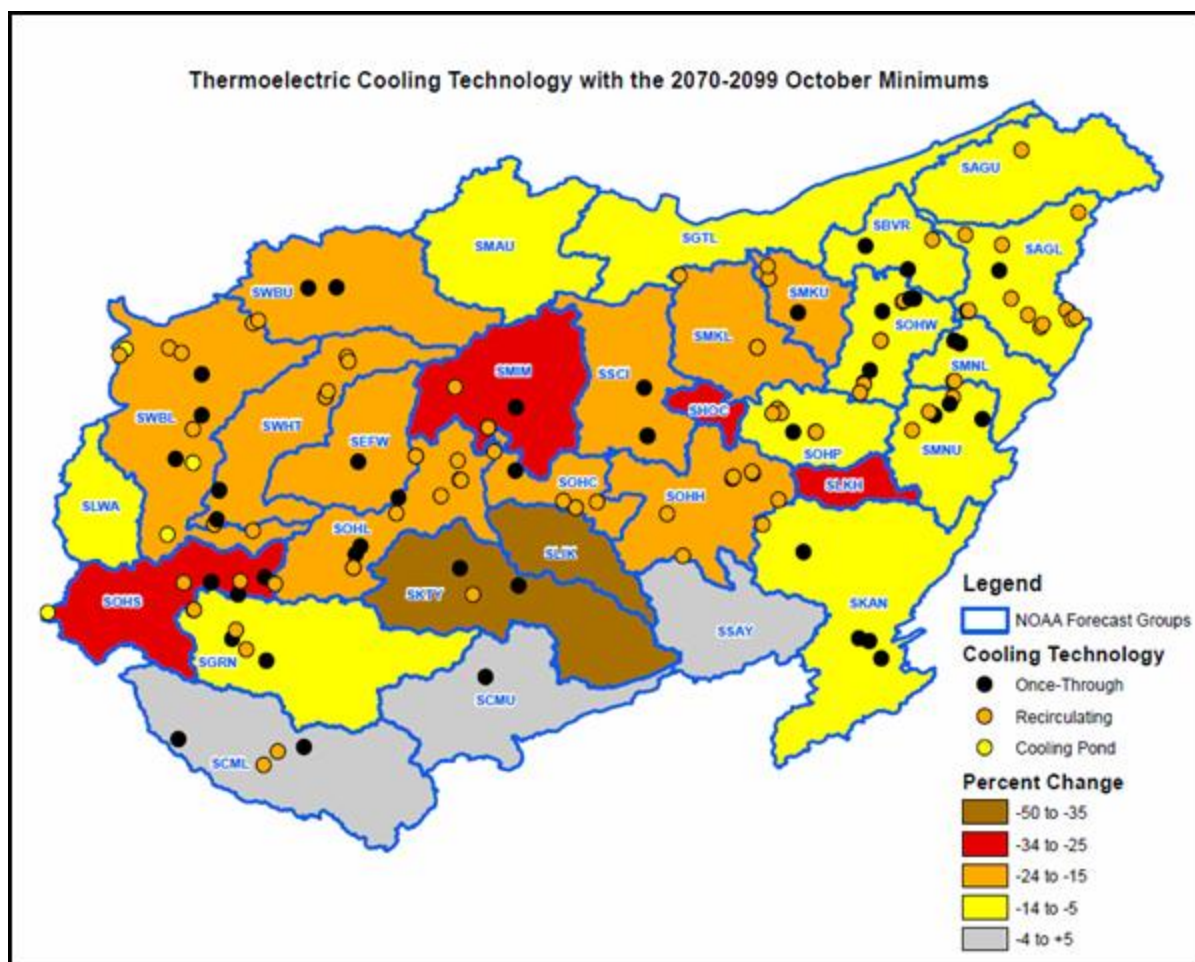 Thermoelectric Cooling Technology with the 2070-2099 October Minimums
SAGU
SBVR
SMAU
SGTL
SAGL
SWBU
SMKU
SOHW
SMKL
SMNL
SMIM
SSCI
SHOC
SWBL
SWHT
SEFW
SOHP
SMNU
SOHC
SOHH
SLKH
SLWA
SOHL
SLIK
SKTY
SOHS
SSAY
SKAN
SGRN
SCMU
SCML
Legend
NOAA Forecast Groups
Cooling Technology
Once-Through
Recirculating
Cooling Pond
Percent Change
-50 to -35
-34 to -25
-24 to -15
-14 to -5
-4 to +5